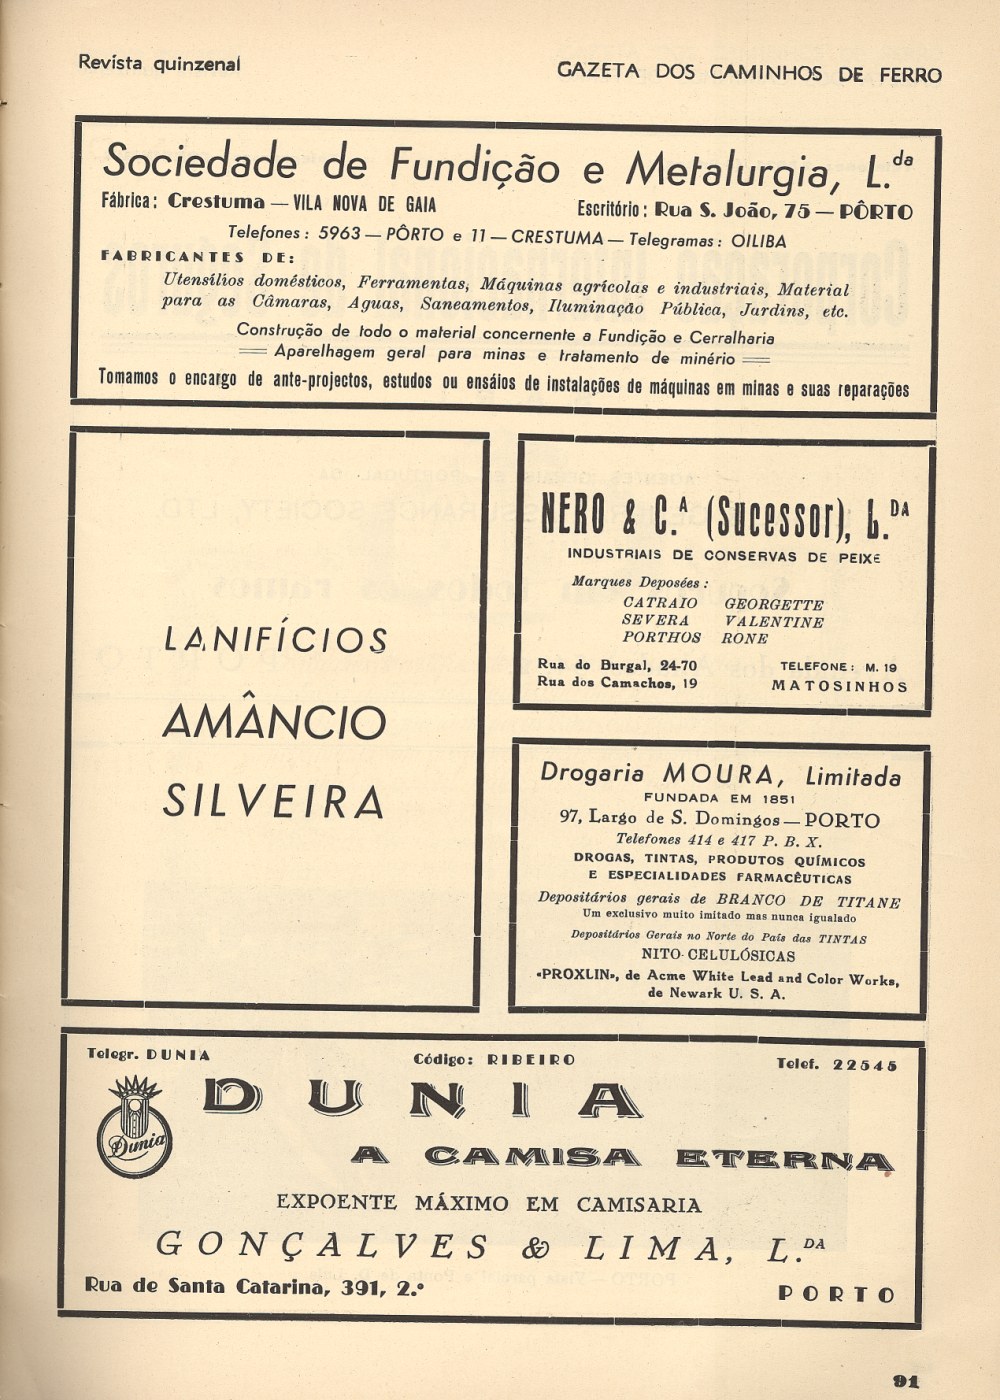 Revista quinzenal
GAZETA DOS CAMINHOS DE FERRO
Sociedade de Fundição e Metalurgia, L.da
Fábrica: Crestuma — VILA NOVA DE GAIA
Escritório: Rua S. João, 75 — PÔRTO
Telefones: 5963 — PÔRTO e 11 — CRESTUMA — Telegramas: OILIBA
FABRICANTES DE:
Utensílios domésticos, Ferramentas, Máquinas agrícolas e industriais, Material
para as Câmaras, Aguas, Saneamentos, Iluminação Pública, Jardins, etc.
Construção de todo o material concernente a Fundição e Cerralharia
Aparelhagem geral para minas e tratamento de minério
Tomamos o encargo de ante-projectos, estudos ou ensáios de instalações de máquinas em minas e suas reparações
LANIFÍCIOS
AMÂNCIO
SILVEIRA
NERO & C.A (Sucessor), L.DA
INDUSTRIAIS DE CONSERVAS DE PEIXE
Marques Deposées:
CATRAIO GEORGETTE
SEVERA VALENTINE
PORTHOS RONE
Rua do Burgal, 24-70 TELEFONE: M. 19
Rua dos Camachos, 19 MATOSINHOS
Drogaria MOURA, Limitada
FUNDADA EM 1851
97, Largo de S. Domingos — PORTO
Telefones 414 e 417 P. B. X.
DROGAS, TINTAS, PRODUTOS QUÍMICOS
E ESPECIALIDADES FARMACÊUTICAS
Depositários gerais de BRANCO DE TITANE
Um exclusivo muito imitado mas nunca igualado
Depositários Gerais no Norte do País das TINTAS
NITO-CELULÓSICAS
«PROXLIN», de Acme White Lead and Color Works,
de Newark U. S. A.
Telegr. DUNIA
Código: RIBEIRO
Telef. 22545
Dunia
DUNIA
A CAMISA ETERNA
EXPOENTE MÁXIMO EM CAMISARIA
GONÇALVES & LIMA, L.DA
Rua de Santa Catarina, 391, 2.º
PORTO
91